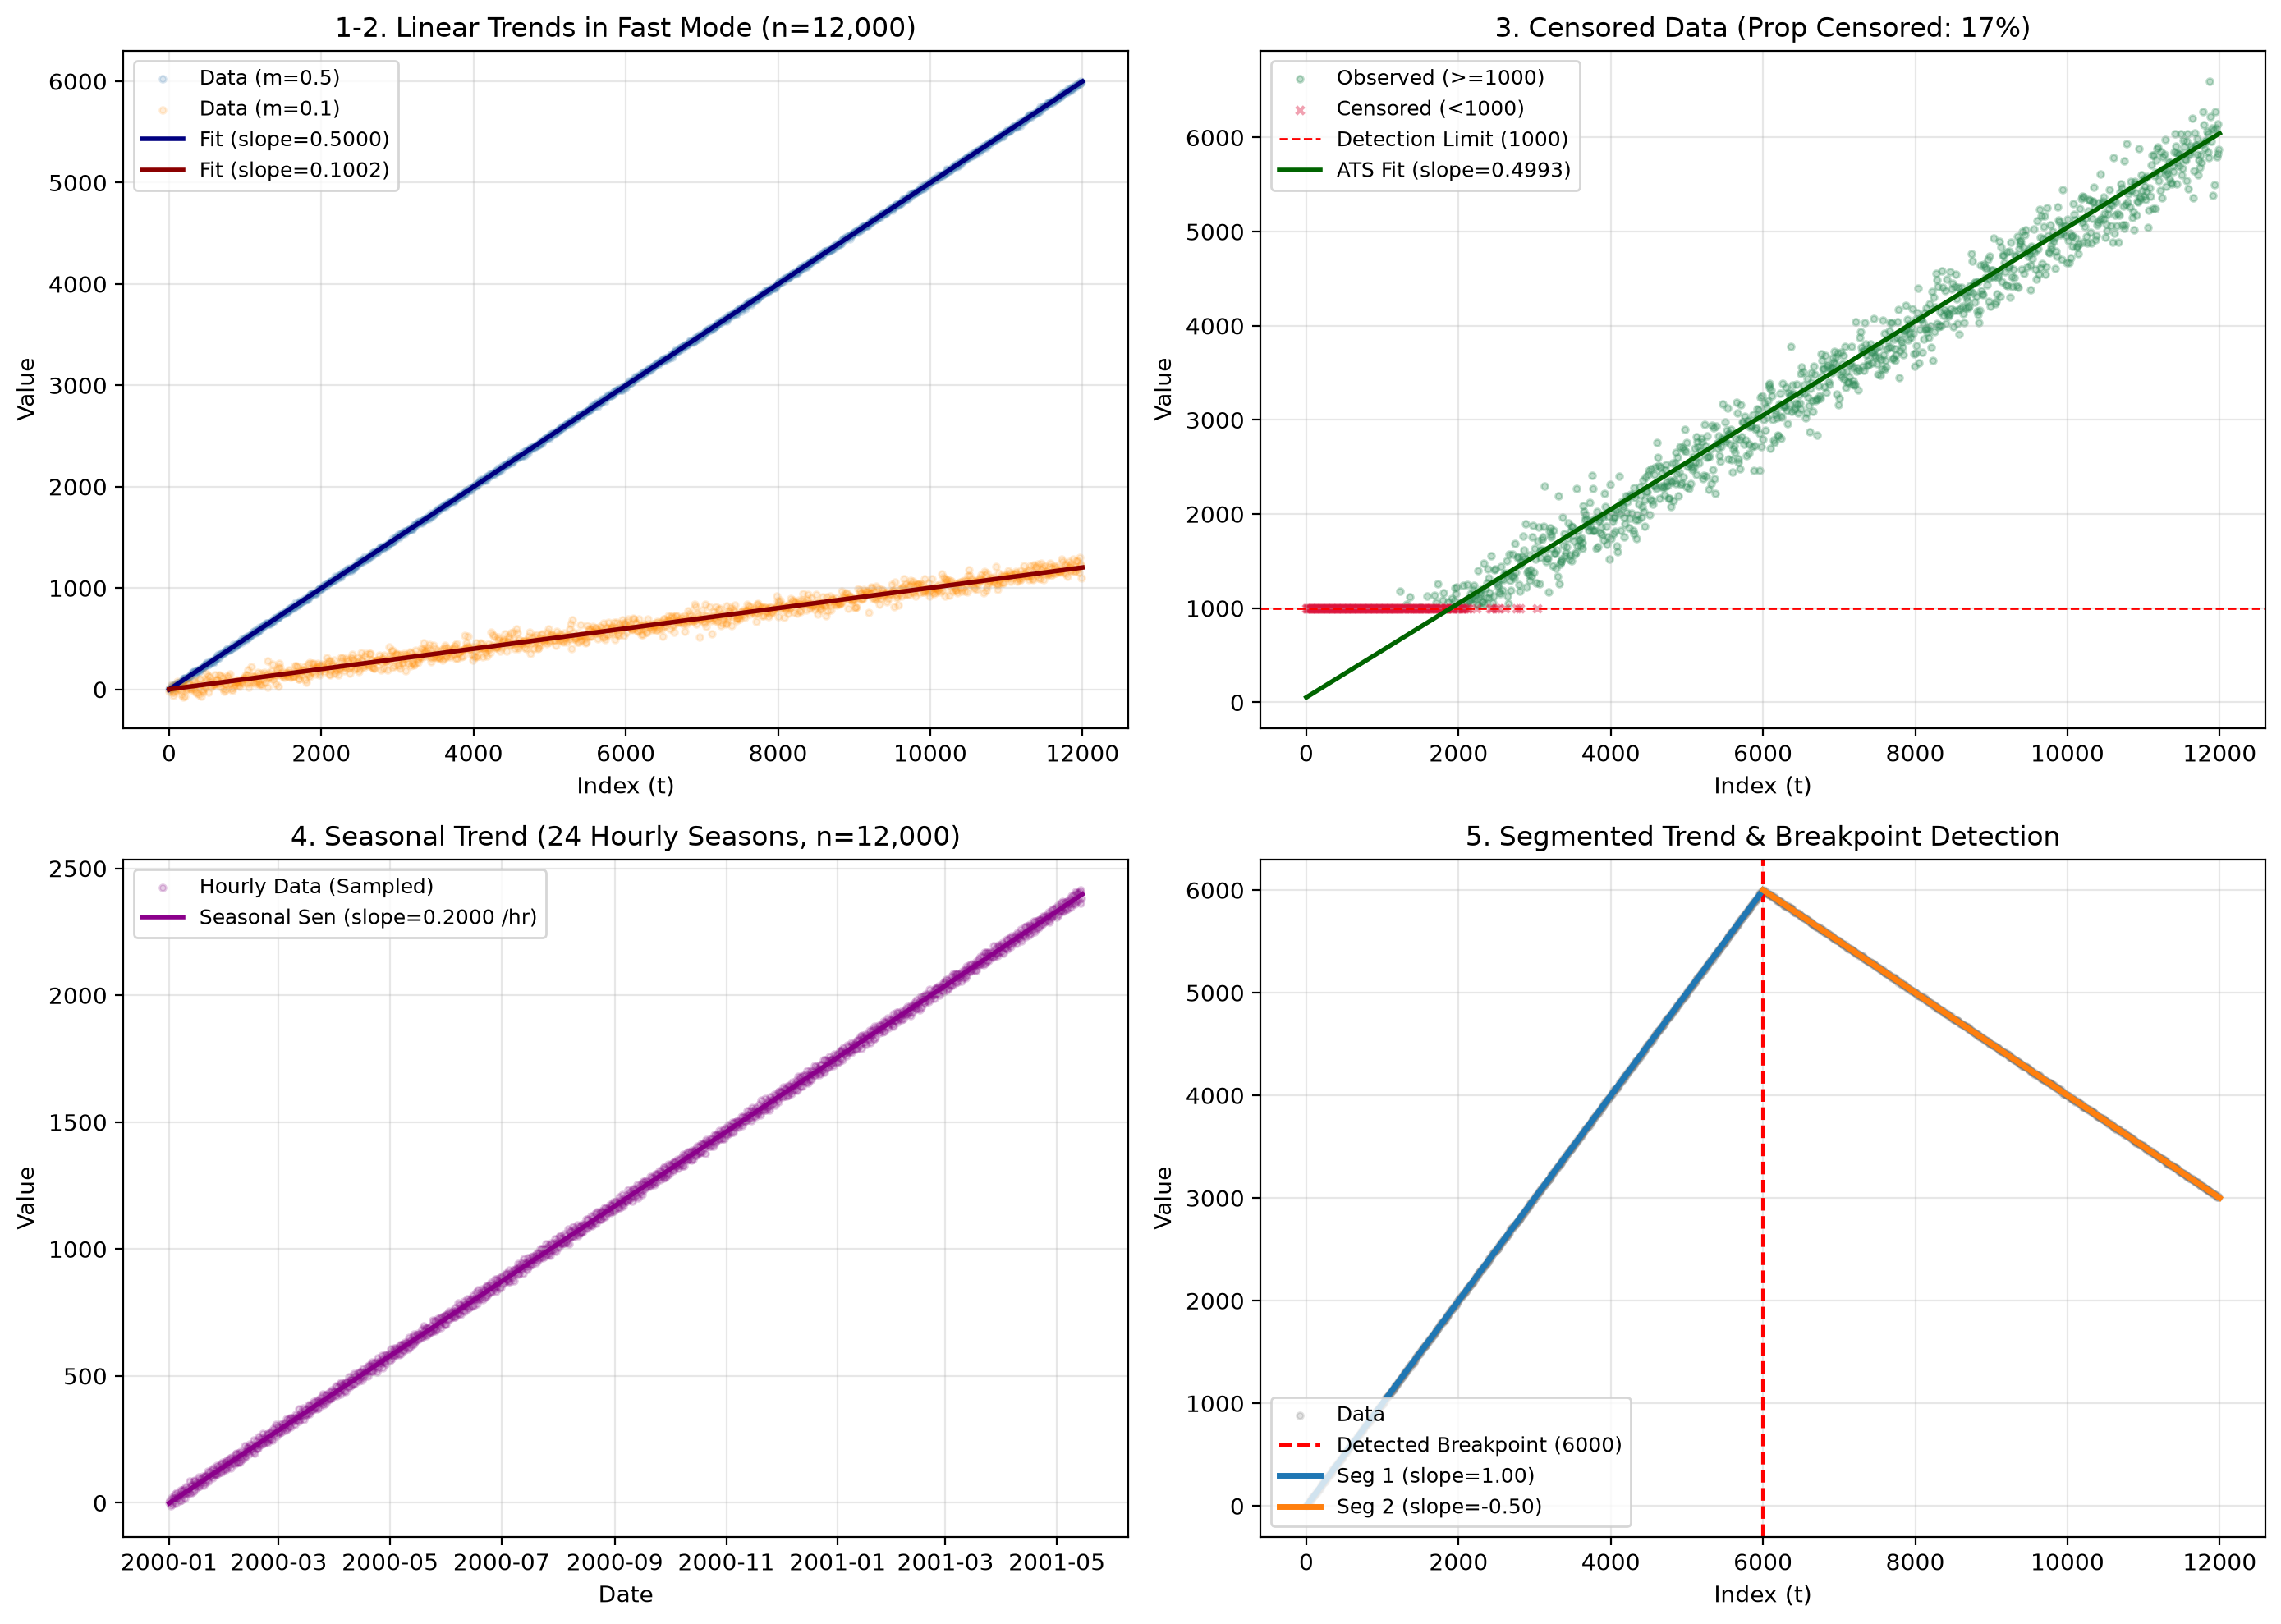 1-2. Linear Trends in Fast Mode (n=12,000)
Data (m=0.5)
Data (m=0.1)
Fit (slope=0.5000)
Fit (slope=0.1002)
Value
6000
5000
4000
3000
2000
1000
0
0 2000 4000 6000 8000 10000 12000
Index (t)
3. Censored Data (Prop Censored: 17%)
Observed (>=1000)
Censored (<1000)
Detection Limit (1000)
ATS Fit (slope=0.4993)
Value
6000
5000
4000
3000
2000
1000
0
0 2000 4000 6000 8000 10000 12000
Index (t)
4. Seasonal Trend (24 Hourly Seasons, n=12,000)
Hourly Data (Sampled)
Seasonal Sen (slope=0.2000 /hr)
Value
2500
2000
1500
1000
500
0
2000-01 2000-03 2000-05 2000-07 2000-09 2000-11 2001-01 2001-03 2001-05
Date
5. Segmented Trend & Breakpoint Detection
Value
6000
5000
4000
3000
2000
1000
0
Data
Detected Breakpoint (6000)
Seg 1 (slope=1.00)
Seg 2 (slope=-0.50)
0 2000 4000 6000 8000 10000 12000
Index (t)